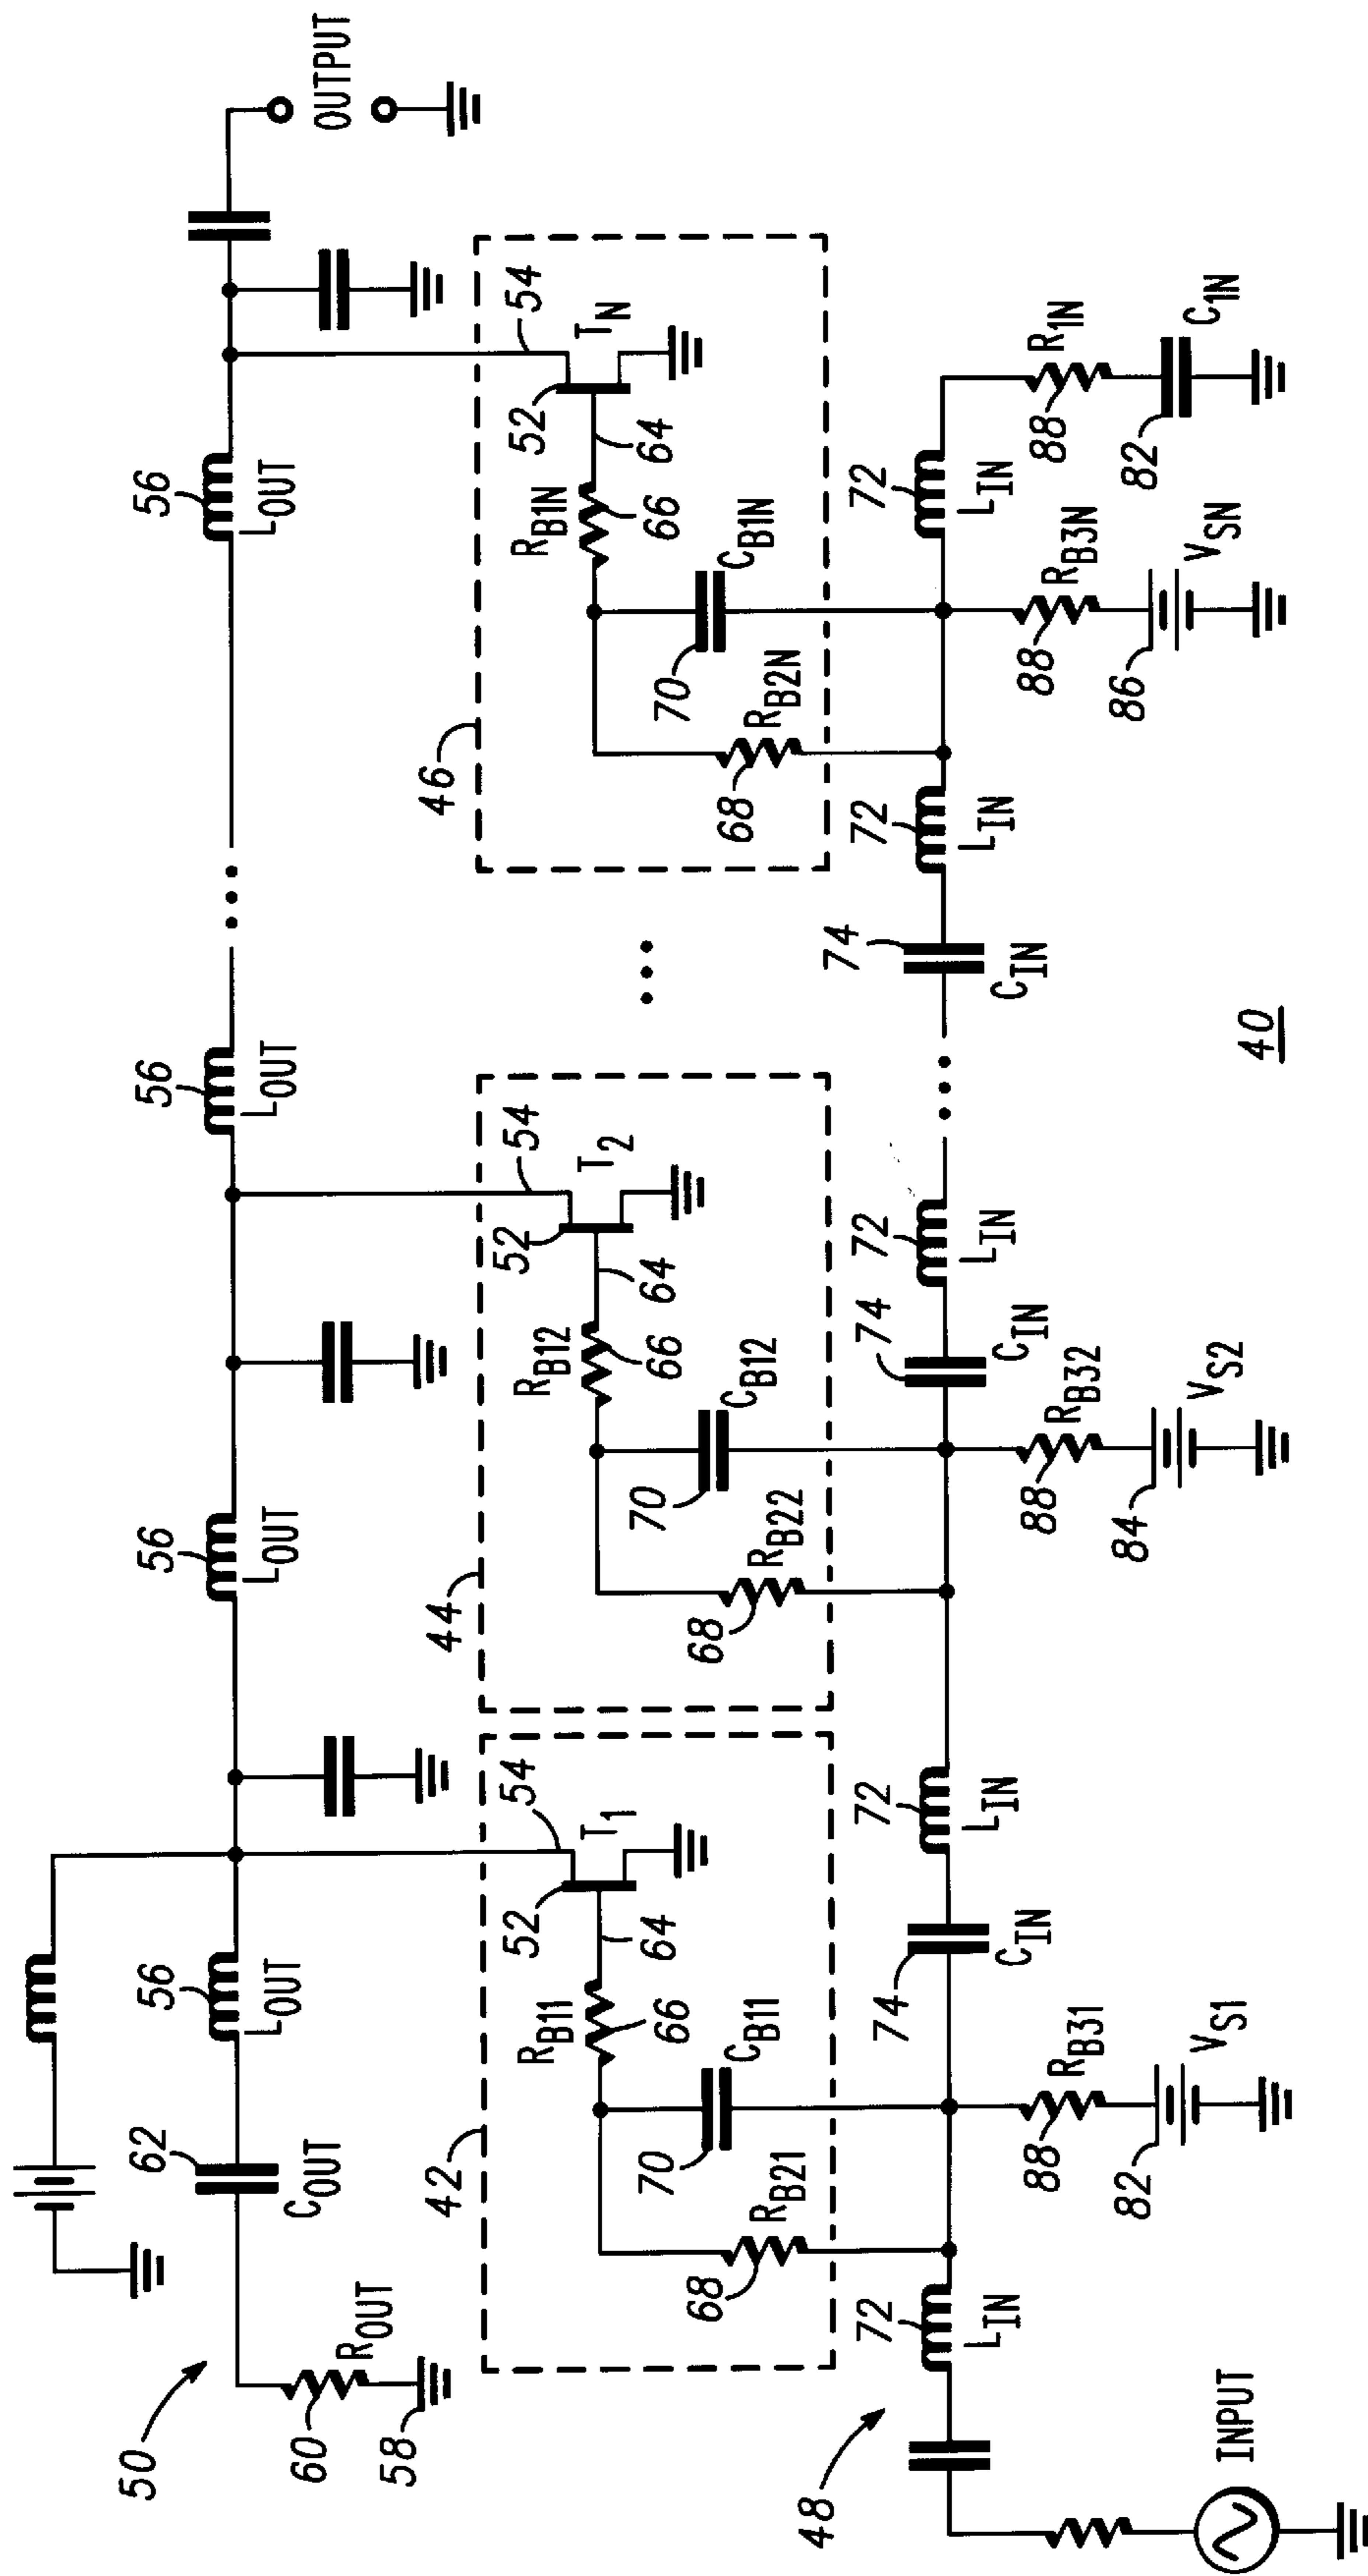 50
60
R_OUT
58
62
C_OUT
56
L_OUT
56
L_OUT
56
L_OUT
...
56
L_OUT
OUTPUT
42
R_B11
66
64
52
54
T_1
68
R_B21
70
C_B11
44
R_B12
66
64
52
54
T_2
68
R_B22
70
C_B12
...
46
R_B1N
66
64
52
54
T_N
68
R_B2N
70
C_B1N
48
INPUT
72
L_IN
88
R_B31
82
V_S1
74
C_IN
72
L_IN
88
R_B32
84
V_S2
74
C_IN
72
L_IN
...
74
C_IN
72
L_IN
88
R_B3N
86
V_SN
72
L_IN
88
R_1N
82
C_1N
40